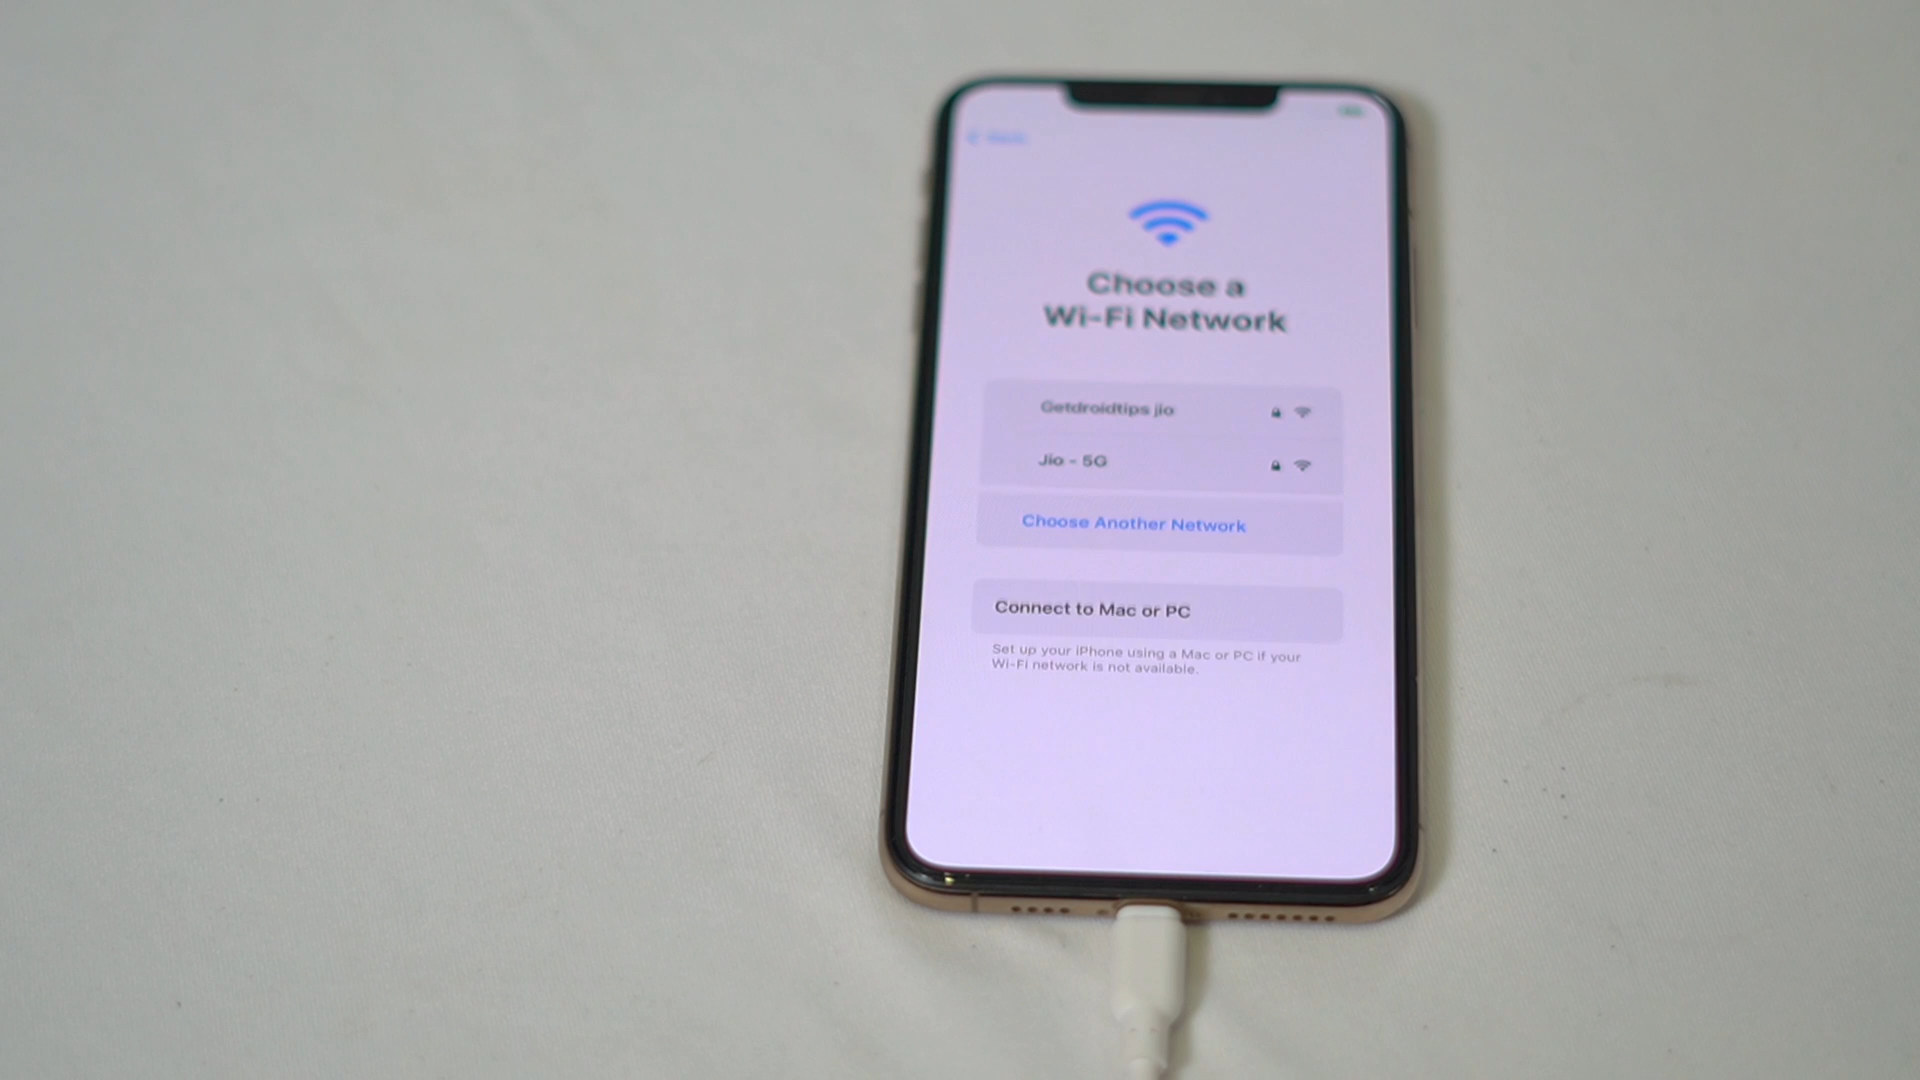 Choose a
Wi-Fi Network
Getdroidtips jio
Jio - 5G
Choose Another Network
Connect to Mac or PC
Set up your iPhone using a Mac or PC if your
Wi-Fi network is not available.